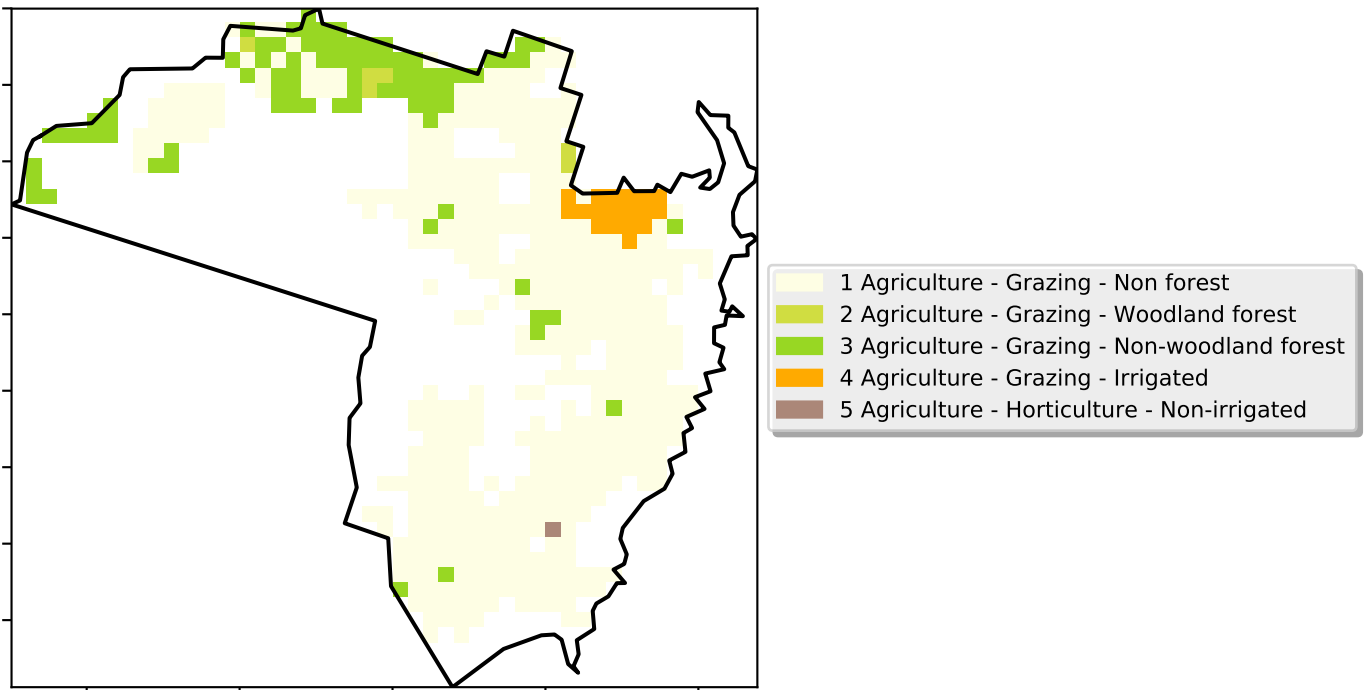 1 Agriculture - Grazing - Non forest
2 Agriculture - Grazing - Woodland forest
3 Agriculture - Grazing - Non-woodland forest
4 Agriculture - Grazing - Irrigated
5 Agriculture - Horticulture - Non-irrigated